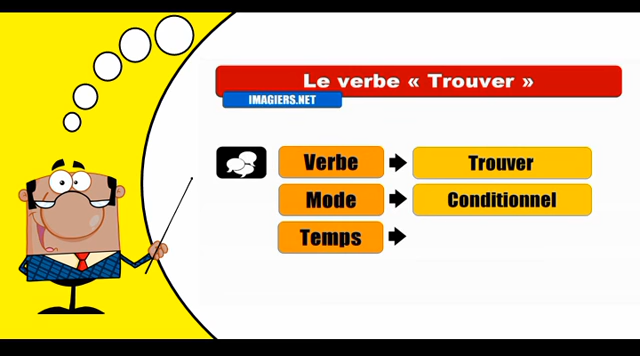 Le verbe « Trouver »
IMAGIERS.NET
Verbe Trouver
Mode Conditionnel
Temps